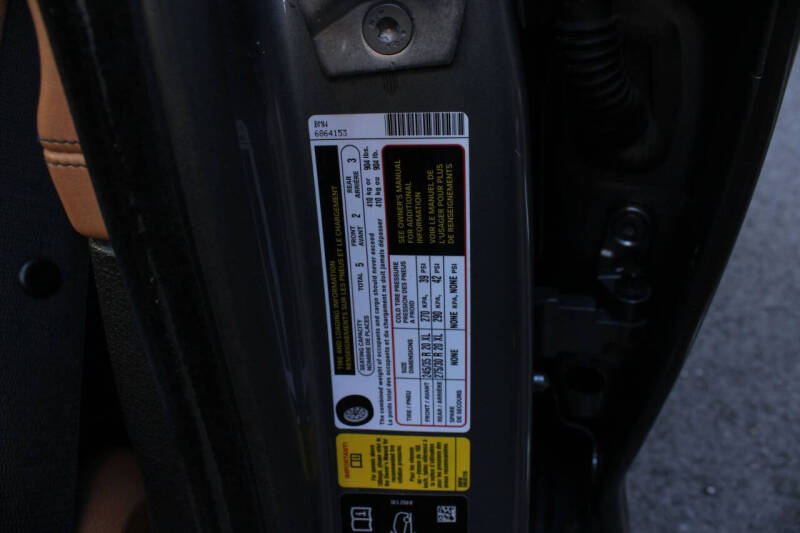 BMW
6864153
TIRE AND LOADING INFORMATION
RENSEIGNEMENTS SUR LES PNEUS ET LE CHARGEMENT
SEATING CAPACITY
NOMBRE DE PLACES
TOTAL 5
FRONT
AVANT 2
REAR
ARRIÈRE 3
The combined weight of occupants and cargo should never exceed 410 kg or 904 lbs.
Le poids total des occupants et du chargement ne doit jamais dépasser 410 kg ou 904 lb.
TIRE / PNEU
SIZE
DIMENSIONS
COLD TIRE PRESSURE
PRESSION DES PNEUS
A FROID
FRONT / AVANT 245/35 R 20 XL 270 KPA, 39 PSI
REAR / ARRIÈRE 275/30 R 20 XL 290 KPA, 42 PSI
SPARE
DE SECOURS
NONE NONE KPA, NONE PSI
SEE OWNER'S MANUAL
FOR ADDITIONAL
INFORMATION
VOIR LE MANUEL DE
L'USAGER POUR PLUS
DE RENSEIGNEMENTS
IMPORTANT!